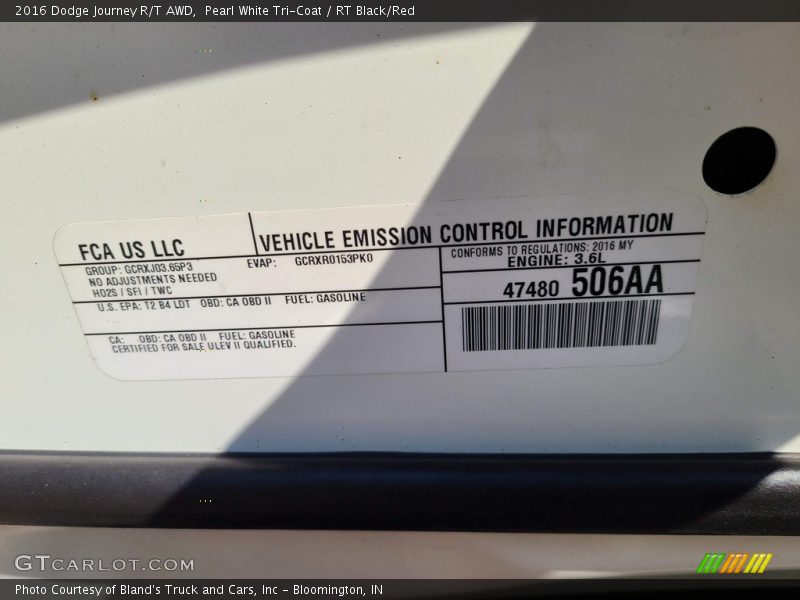 2016 Dodge Journey R/T AWD,  Pearl White Tri-Coat / RT Black/Red
FCA US LLC
VEHICLE EMISSION CONTROL INFORMATION
GROUP: GCRXJ03.65P3
EVAP: GCRXR0153PK0
NO ADJUSTMENTS NEEDED
HO2S / SFI / TWC
CONFORMS TO REGULATIONS: 2016 MY
ENGINE: 3.6L
U.S. EPA: T2 B4 LDT OBD: CA OBD II FUEL: GASOLINE
47480 506AA
CA: OBD: CA OBD II FUEL: GASOLINE
CERTIFIED FOR SALE ULEV II QUALIFIED.
GTCARLOT.COM
Photo Courtesy of Bland's Truck and Cars, Inc - Bloomington, IN